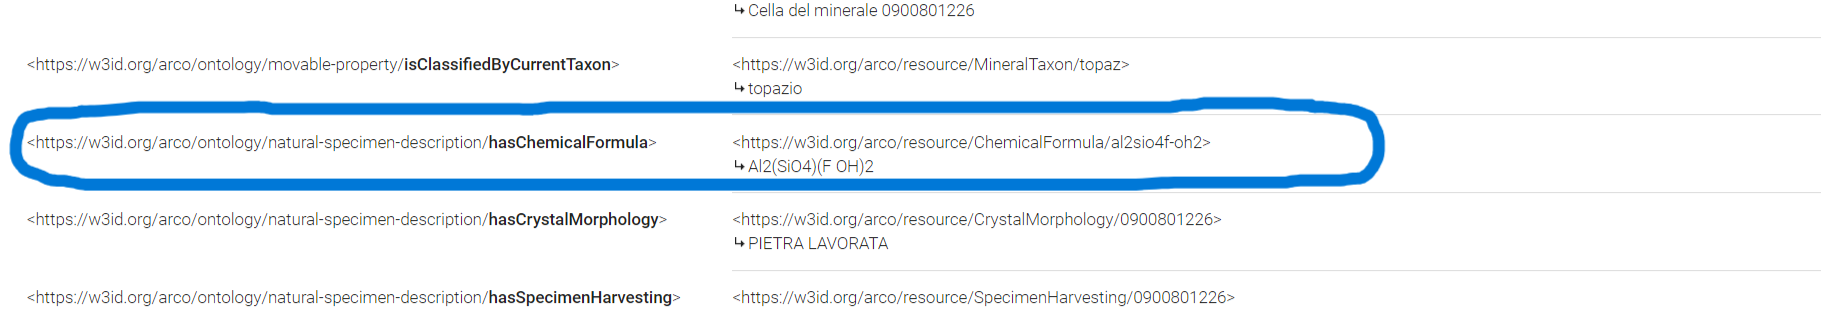 ↳ Cella del minerale 0900801226
<https://w3id.org/arco/ontology/movable-property/isClassifiedByCurrentTaxon> <https://w3id.org/arco/resource/MineralTaxon/topaz>
↳ topazio
<https://w3id.org/arco/ontology/natural-specimen-description/hasChemicalFormula> <https://w3id.org/arco/resource/ChemicalFormula/al2sio4f-oh2>
↳ Al2(SiO4)(F OH)2
<https://w3id.org/arco/ontology/natural-specimen-description/hasCrystalMorphology> <https://w3id.org/arco/resource/CrystalMorphology/0900801226>
↳ PIETRA LAVORATA
<https://w3id.org/arco/ontology/natural-specimen-description/hasSpecimenHarvesting> <https://w3id.org/arco/resource/SpecimenHarvesting/0900801226>